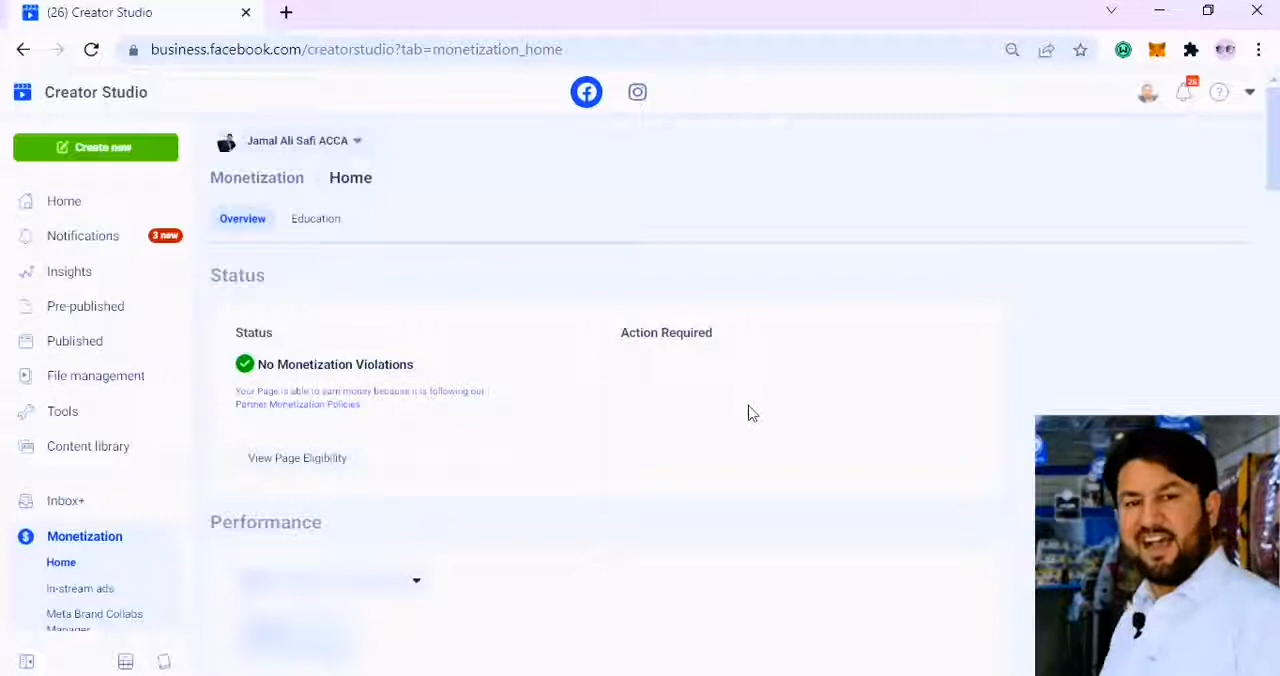 (26) Creator Studio
business.facebook.com/creatorstudio?tab=monetization_home
Creator Studio
26
Create new
Jamal Ali Safi ACCA
Monetization Home
Overview Education
Home
Notifications 3 new
Insights
Pre-published
Published
File management
Tools
Content library
Inbox+
Monetization
Home
In-stream ads
Meta Brand Collabs
Manager
Status
Status
Action Required
No Monetization Violations
Your Page is able to earn money because it is following our
Partner Monetization Policies
View Page Eligibility
Performance